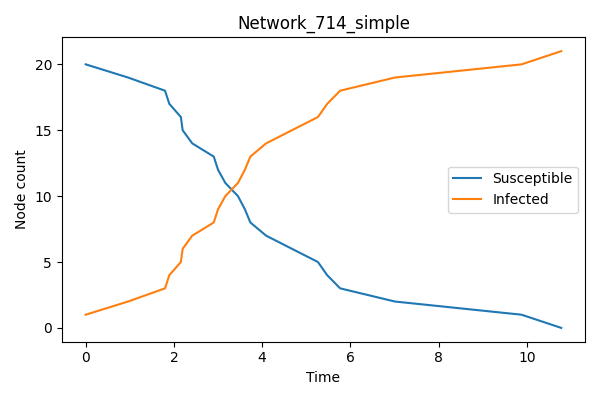 Network_714_simple
Node count
20
15
10
5
0
Susceptible
Infected
0 2 4 6 8 10
Time